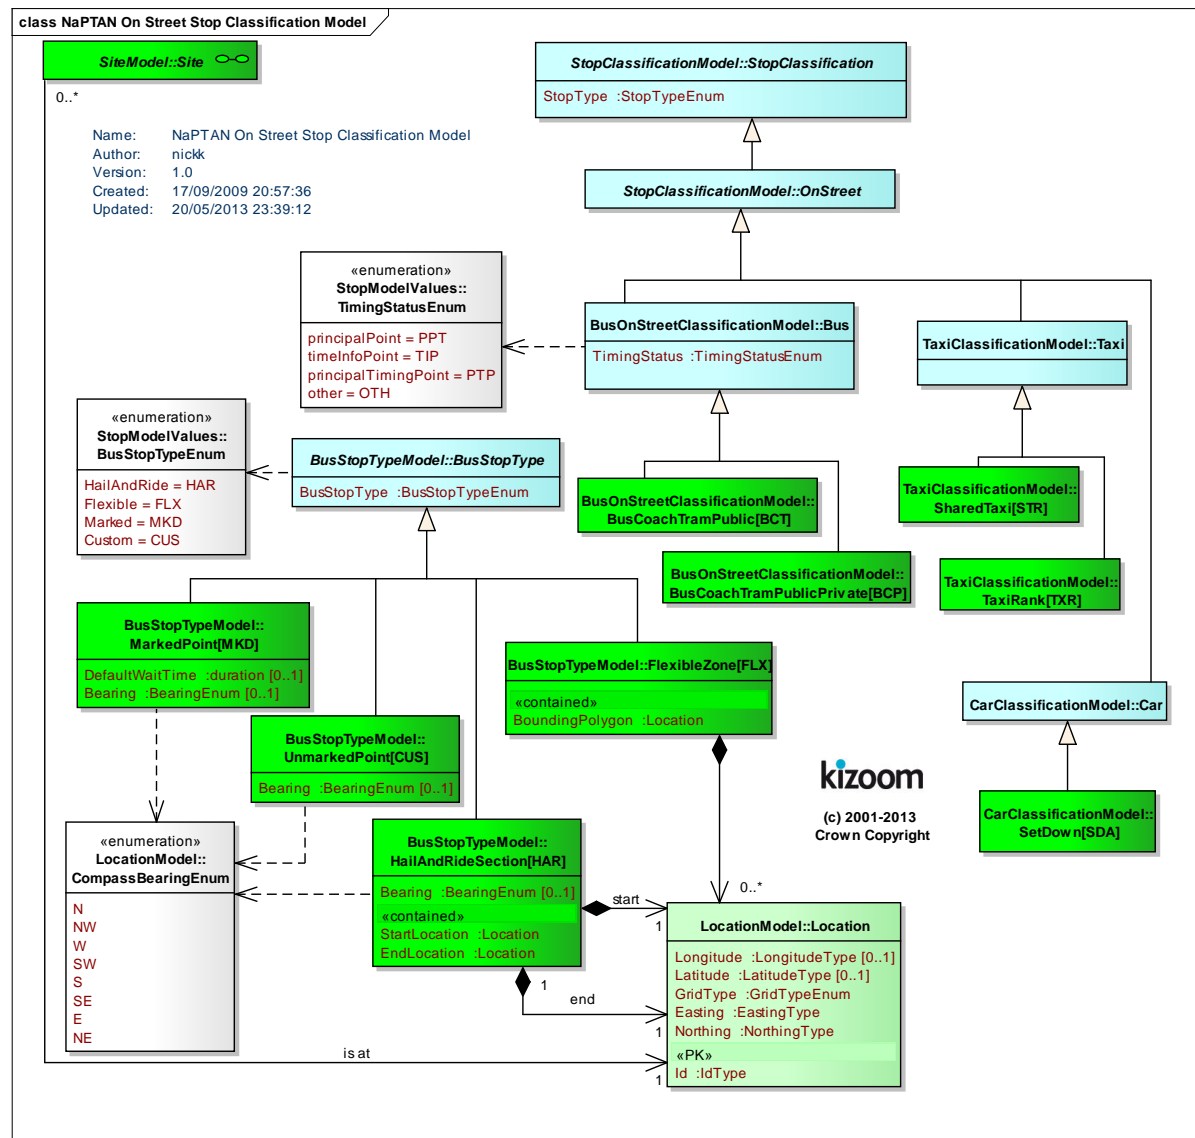 class NaPTAN On Street Stop Classification Model
SiteModel::Site
0..*
Name: NaPTAN On Street Stop Classification Model
Author: nickk
Version: 1.0
Created: 17/09/2009 20:57:36
Updated: 20/05/2013 23:39:12
StopClassificationModel::StopClassification
StopType :StopTypeEnum
StopClassificationModel::OnStreet
«enumeration»
StopModelValues::
TimingStatusEnum
principalPoint = PPT
timeInfoPoint = TIP
principalTimingPoint = PTP
other = OTH
BusOnStreetClassificationModel::Bus
TimingStatus :TimingStatusEnum
TaxiClassificationModel::Taxi
«enumeration»
StopModelValues::
BusStopTypeEnum
HailAndRide = HAR
Flexible = FLX
Marked = MKD
Custom = CUS
BusStopTypeModel::BusStopType
BusStopType :BusStopTypeEnum
BusOnStreetClassificationModel::
BusCoachTramPublic[BCT]
TaxiClassificationModel::
SharedTaxi[STR]
BusOnStreetClassificationModel::
BusCoachTramPublicPrivate[BCP]
TaxiClassificationModel::
TaxiRank[TXR]
BusStopTypeModel::
MarkedPoint[MKD]
DefaultWaitTime :duration [0..1]
Bearing :BearingEnum [0..1]
BusStopTypeModel::FlexibleZone[FLX]
«contained»
BoundingPolygon :Location
BusStopTypeModel::
UnmarkedPoint[CUS]
Bearing :BearingEnum [0..1]
CarClassificationModel::Car
kizoom
(c) 2001-2013
Crown Copyright
CarClassificationModel::
SetDown[SDA]
«enumeration»
LocationModel::
CompassBearingEnum
N
NW
W
SW
S
SE
E
NE
BusStopTypeModel::
HailAndRideSection[HAR]
Bearing :BearingEnum [0..1]
«contained»
StartLocation :Location
EndLocation :Location
start
1
0..*
1
end
1
LocationModel::Location
Longitude :LongitudeType [0..1]
Latitude :LatitudeType [0..1]
GridType :GridTypeEnum
Easting :EastingType
Northing :NorthingType
«PK»
Id :IdType
is at
1